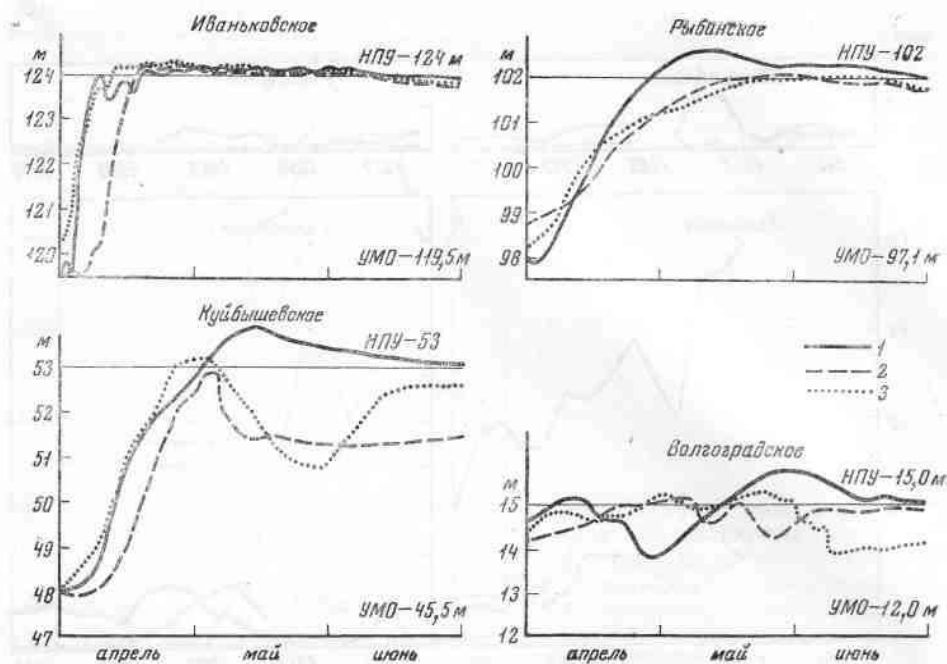 Иваньковское
м
НПУ-124 м
124
123
122
121
120
УМО-119,5м
Рыбинское
м
НПУ-102
102
101
100
99
98
УМО-97,1 м
Куйбышевское
м
НПУ-53
53
52
51
50
49
48
47
УМО-45,5 м
апрель май июнь
1
2
3
Волгоградское
м
НПУ-15,0 м
15
14
13
12
УМО-12,0 м
апрель май июнь